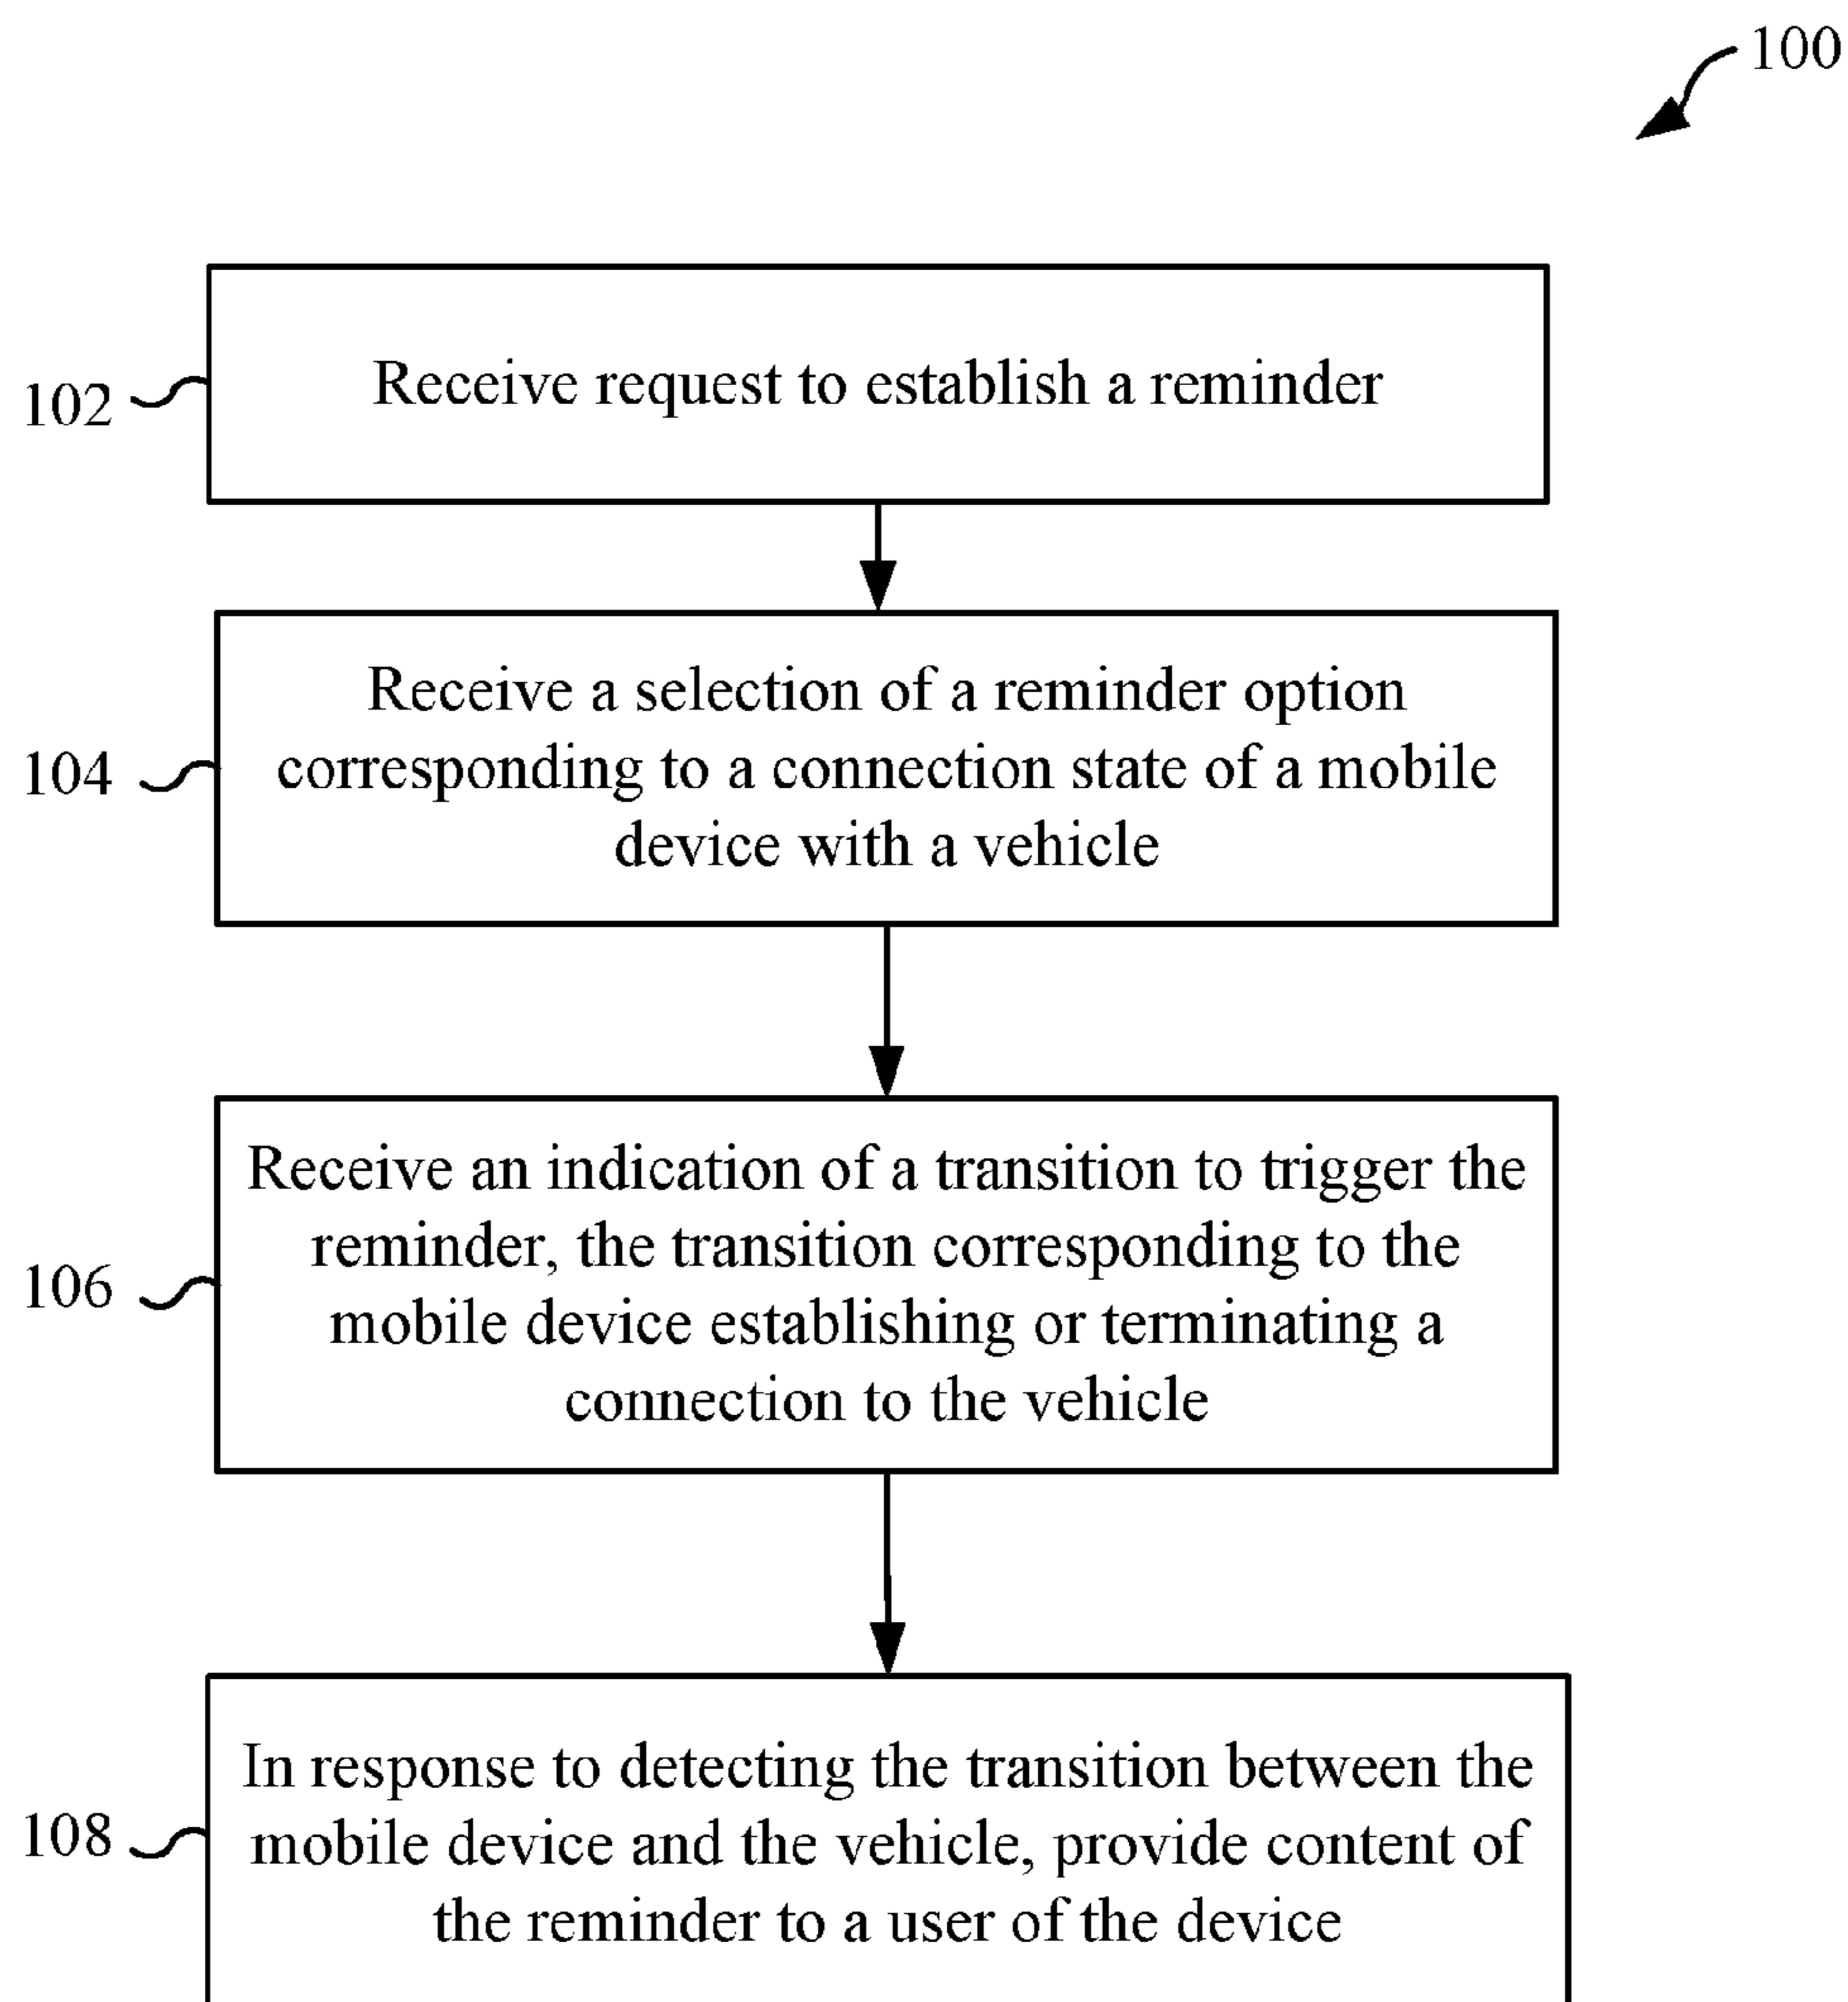 100
102
Receive request to establish a reminder
104
Receive a selection of a reminder option
corresponding to a connection state of a mobile
device with a vehicle
106
Receive an indication of a transition to trigger the
reminder, the transition corresponding to the
mobile device establishing or terminating a
connection to the vehicle
108
In response to detecting the transition between the
mobile device and the vehicle, provide content of
the reminder to a user of the device